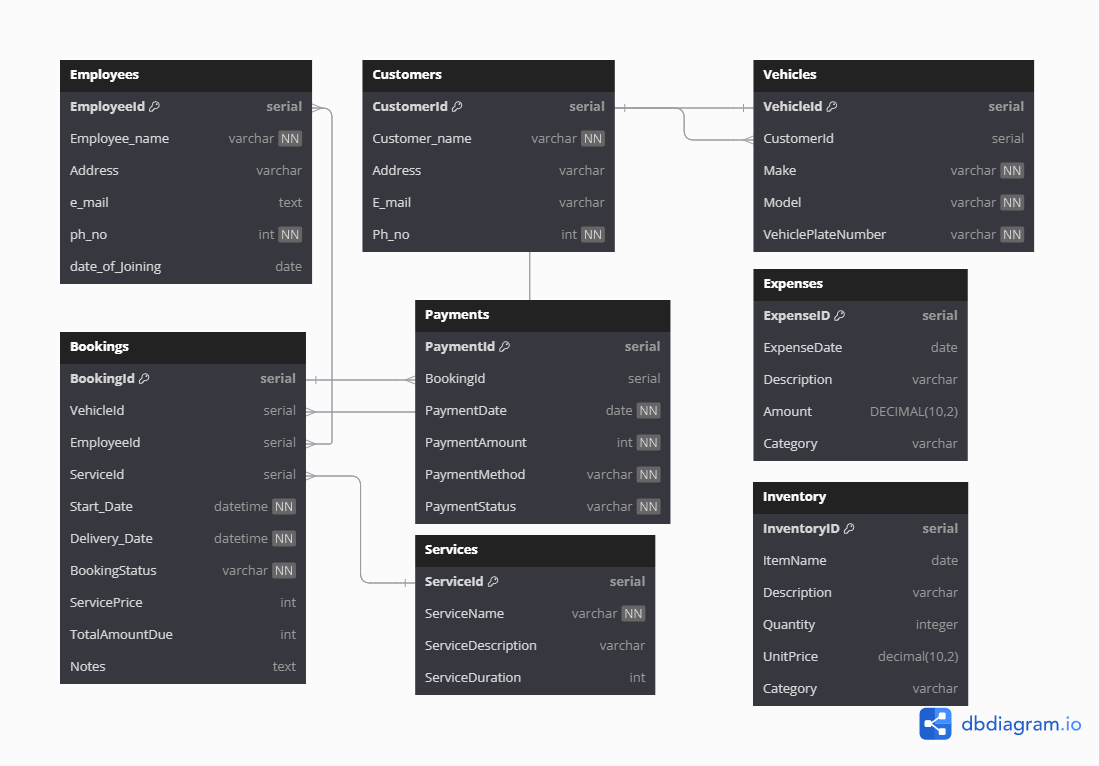 Employees
EmployeeId serial
Employee_name varchar NN
Address varchar
e_mail text
ph_no int NN
date_of_Joining date
Customers
CustomerId serial
Customer_name varchar NN
Address varchar
E_mail varchar
Ph_no int NN
Vehicles
VehicleId serial
CustomerId serial
Make varchar NN
Model varchar NN
VehiclePlateNumber varchar NN
Bookings
BookingId serial
VehicleId serial
EmployeeId serial
ServiceId serial
Start_Date datetime NN
Delivery_Date datetime NN
BookingStatus varchar NN
ServicePrice int
TotalAmountDue int
Notes text
Payments
PaymentId serial
BookingId serial
PaymentDate date NN
PaymentAmount int NN
PaymentMethod varchar NN
PaymentStatus varchar NN
Services
ServiceId serial
ServiceName varchar NN
ServiceDescription varchar
ServiceDuration int
Expenses
ExpenseID serial
ExpenseDate date
Description varchar
Amount DECIMAL(10,2)
Category varchar
Inventory
InventoryID serial
ItemName date
Description varchar
Quantity integer
UnitPrice decimal(10,2)
Category varchar
dbdiagram.io